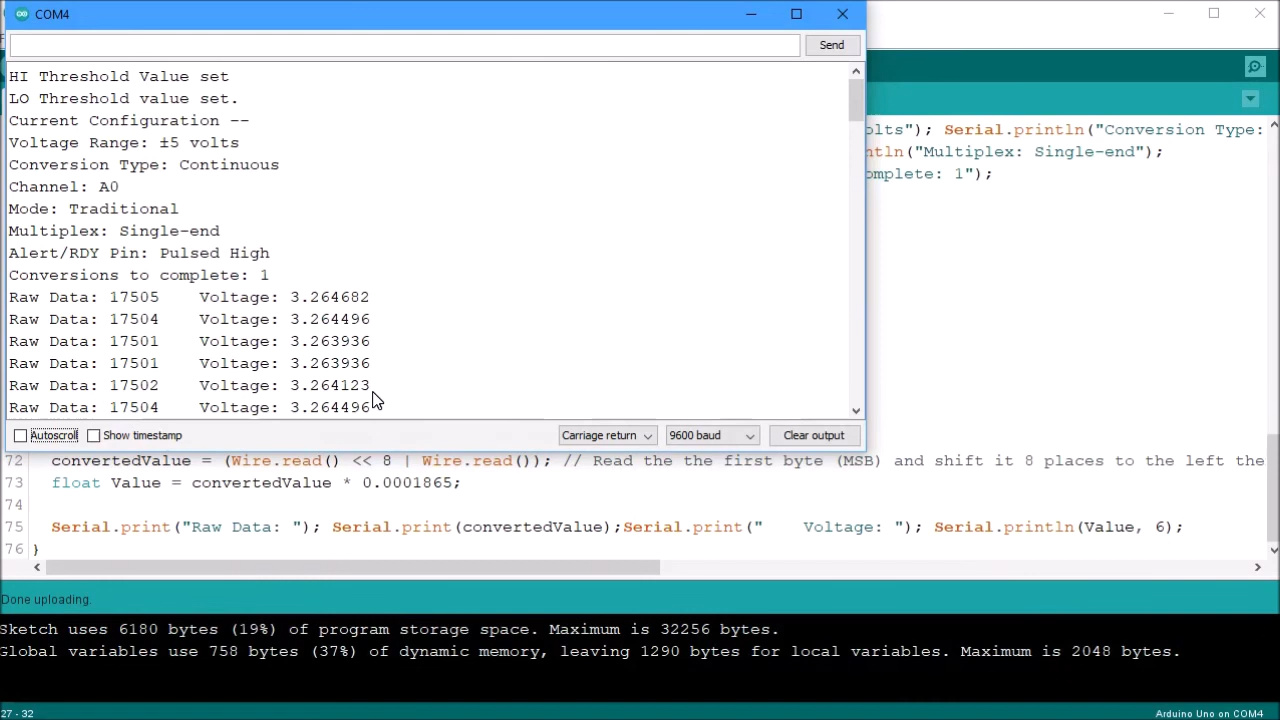 COM4
Send
HI Threshold Value set
LO Threshold value set.
Current Configuration --
Voltage Range: ±5 volts
Conversion Type: Continuous
Channel: A0
Mode: Traditional
Multiplex: Single-end
Alert/RDY Pin: Pulsed High
Conversions to complete: 1
Raw Data: 17505    Voltage: 3.264682
Raw Data: 17504    Voltage: 3.264496
Raw Data: 17501    Voltage: 3.263936
Raw Data: 17501    Voltage: 3.263936
Raw Data: 17502    Voltage: 3.264123
Raw Data: 17504    Voltage: 3.264496
Autoscroll Show timestamp Carriage return 9600 baud Clear output
olts"); Serial.println("Conversion Type:
ntln("Multiplex: Single-end");
omplete: 1");
72 convertedValue = (Wire.read() << 8 | Wire.read()); // Read the the first byte (MSB) and shift it 8 places to the left the
73 float Value = convertedValue * 0.0001865;
74
75 Serial.print("Raw Data: "); Serial.print(convertedValue);Serial.print("    Voltage: "); Serial.println(Value, 6);
76 }
Done uploading.
Sketch uses 6180 bytes (19%) of program storage space. Maximum is 32256 bytes.
Global variables use 758 bytes (37%) of dynamic memory, leaving 1290 bytes for local variables. Maximum is 2048 bytes.
27 - 32
Arduino Uno on COM4